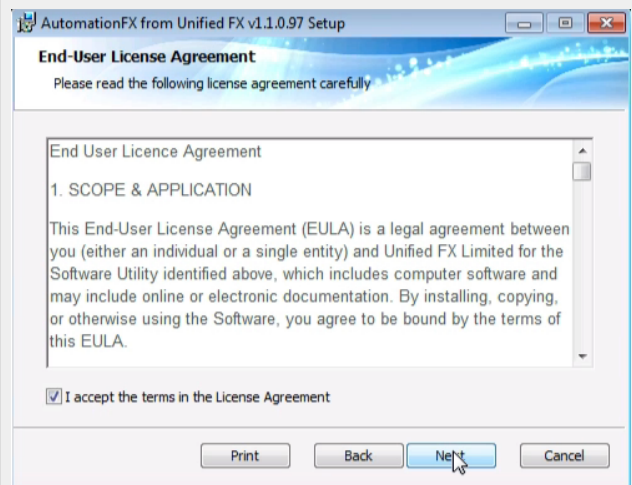 AutomationFX from Unified FX v1.1.0.97 Setup
End-User License Agreement
Please read the following license agreement carefully
End User Licence Agreement
1. SCOPE & APPLICATION
This End-User License Agreement (EULA) is a legal agreement between
you (either an individual or a single entity) and Unified FX Limited for the
Software Utility identified above, which includes computer software and
may include online or electronic documentation. By installing, copying,
or otherwise using the Software, you agree to be bound by the terms of
this EULA.
I accept the terms in the License Agreement
Print Back Next Cancel